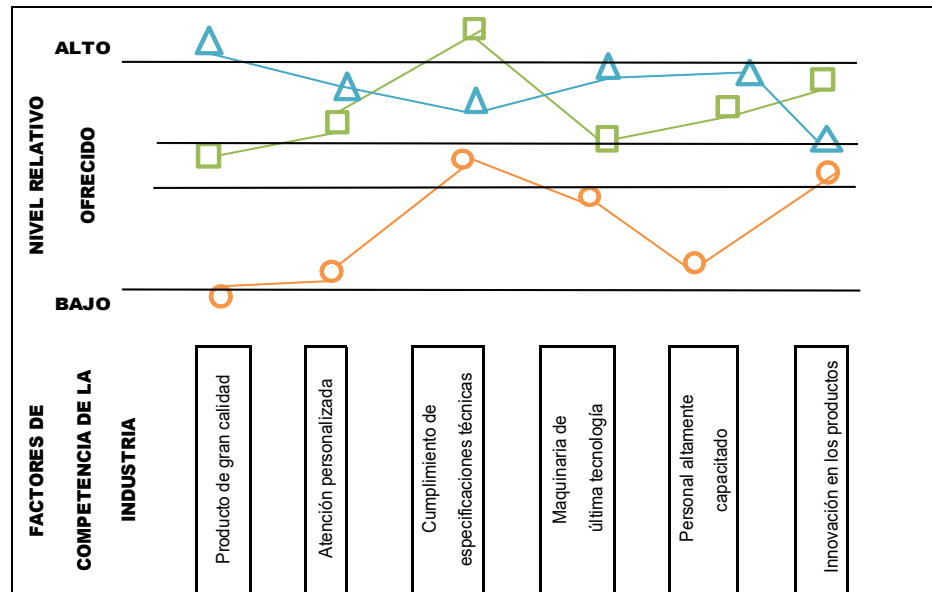 ALTO
NIVEL RELATIVO
OFRECIDO
BAJO
FACTORES DE
COMPETENCIA DE LA
INDUSTRIA
Producto de gran calidad
Atención personalizada
Cumplimiento de
especificaciones técnicas
Maquinaria de
última tecnología
Personal altamente
capacitado
Innovación en los productos